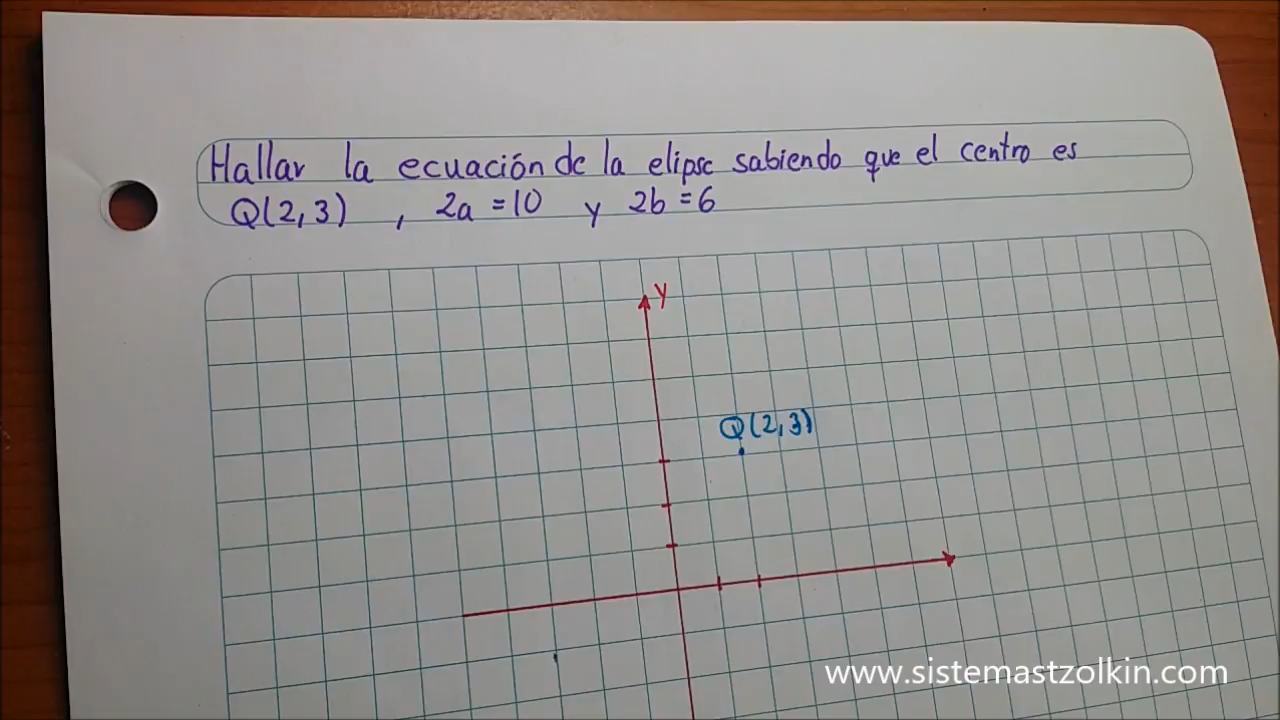 Hallar la ecuación de la elipse sabiendo que el centro es
Q(2,3) , 2a = 10 y 2b = 6
y
Q(2,3)
www.sistemastzolkin.com